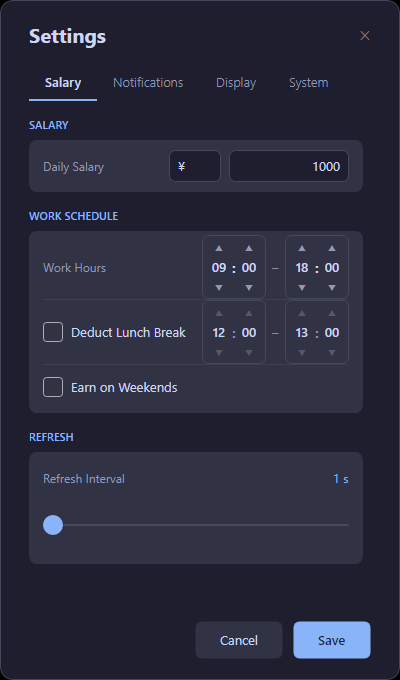 Settings ×
Salary Notifications Display System
SALARY
Daily Salary ¥ 1000
WORK SCHEDULE
Work Hours 09 : 00 – 18 : 00
Deduct Lunch Break 12 : 00 – 13 : 00
Earn on Weekends
REFRESH
Refresh Interval 1 s
Cancel Save